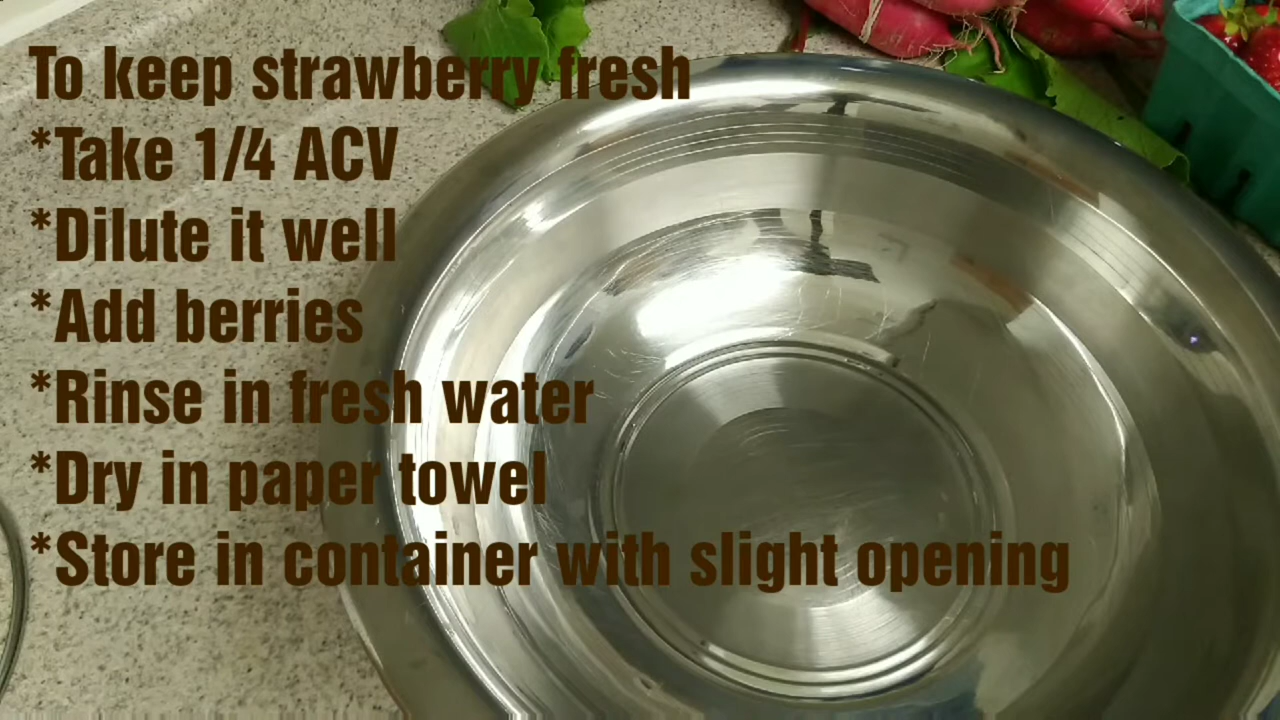 To keep strawberry fresh
*Take 1/4 ACV
*Dilute it well
*Add berries
*Rinse in fresh water
*Dry in paper towel
*Store in container with slight opening